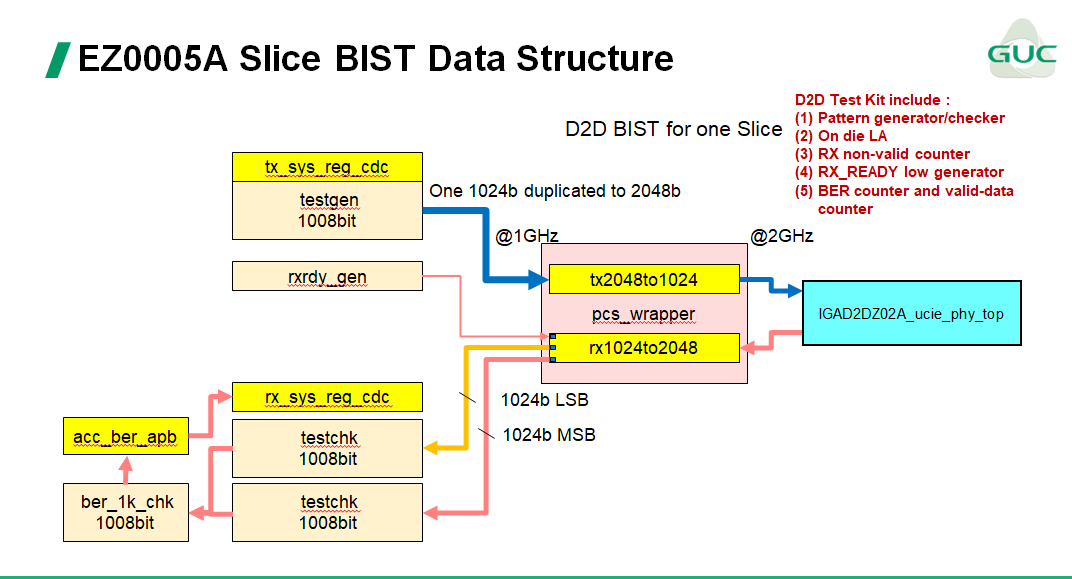 EZ0005A Slice BIST Data Structure
GUC
D2D Test Kit include :
(1) Pattern generator/checker
(2) On die LA
(3) RX non-valid counter
(4) RX_READY low generator
(5) BER counter and valid-data
counter
D2D BIST for one Slice
tx_sys_reg_cdc
testgen
1008bit
One 1024b duplicated to 2048b
@1GHz
@2GHz
rxrdy_gen
tx2048to1024
pcs_wrapper
rx1024to2048
IGAD2DZ02A_ucie_phy_top
rx_sys_reg_cdc
1024b LSB
1024b MSB
acc_ber_apb
testchk
1008bit
ber_1k_chk
1008bit
testchk
1008bit